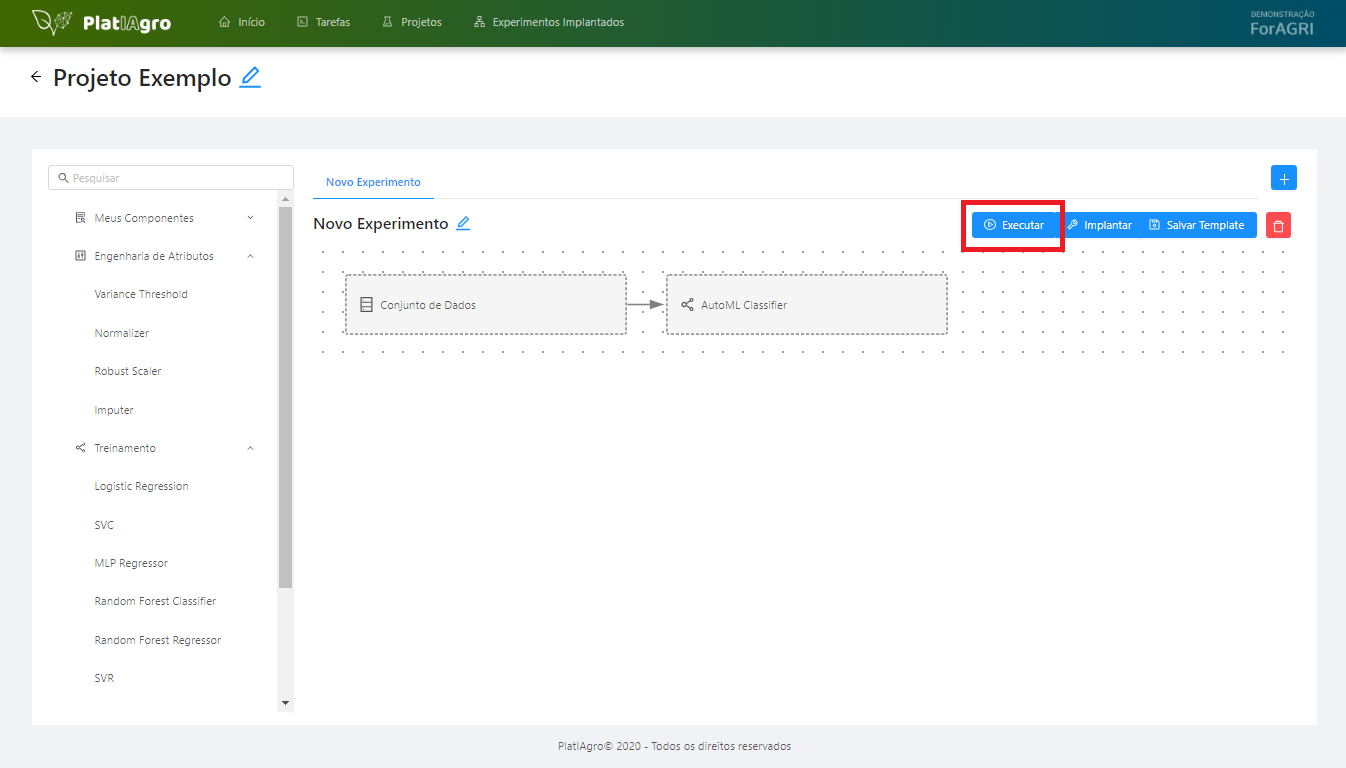 PlatIAgro
Início
Tarefas
Projetos
Experimentos Implantados
DEMONSTRAÇÃO
ForAGRI
Projeto Exemplo
Pesquisar
Meus Componentes
Engenharia de Atributos
Variance Threshold
Normalizer
Robust Scaler
Imputer
Treinamento
Logistic Regression
SVC
MLP Regressor
Random Forest Classifier
Random Forest Regressor
SVR
Novo Experimento
Novo Experimento
Executar
Implantar
Salvar Template
Conjunto de Dados
AutoML Classifier
PlatIAgro© 2020 - Todos os direitos reservados